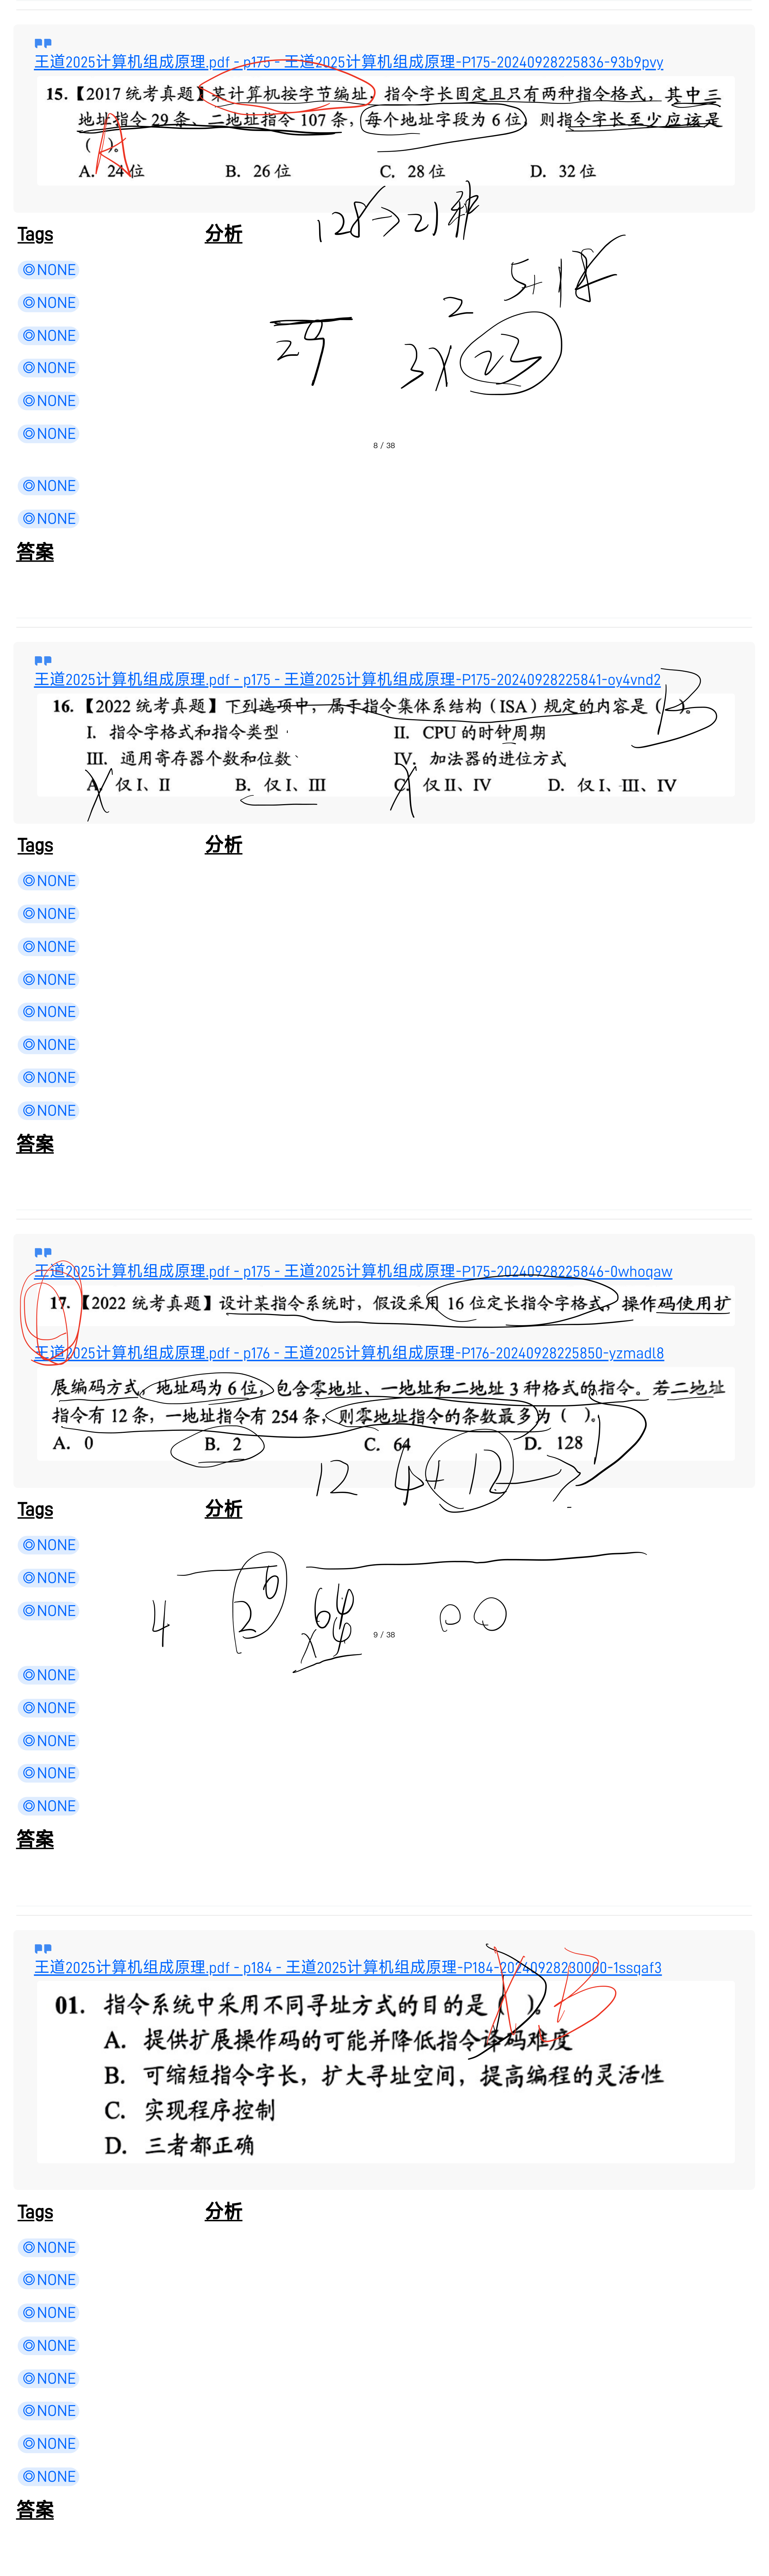 王道2025计算机组成原理.pdf - p175 - 王道2025计算机组成原理-P175-20240928225836-93b9pvy
15.【2017 统考真题】某计算机按字节编址，指令字长固定且只有两种指令格式，其中三
地址指令 29 条、二地址指令 107 条，每个地址字段为 6 位，则指令字长至少应该是
（ ）。
A
A. 24 位 B. 26 位 C. 28 位 D. 32 位
128→21种
Tags 分析
◎NONE
5+18
◎NONE
2
◎NONE
29 3X 23
◎NONE
◎NONE
◎NONE
8 / 38
◎NONE
◎NONE
答案
王道2025计算机组成原理.pdf - p175 - 王道2025计算机组成原理-P175-20240928225841-oy4vnd2
16. 【2022 统考真题】下列选项中，属于指令集体系结构（ISA）规定的内容是（ ）。
B
I. 指令字格式和指令类型 II. CPU 的时钟周期
III. 通用寄存器个数和位数 IV. 加法器的进位方式
A. 仅 I、II B. 仅 I、III C. 仅 II、IV D. 仅 I、III、IV
Tags 分析
◎NONE
◎NONE
◎NONE
◎NONE
◎NONE
◎NONE
◎NONE
◎NONE
答案
王道2025计算机组成原理.pdf - p175 - 王道2025计算机组成原理-P175-20240928225846-0whoqaw
17. 【2022 统考真题】设计某指令系统时，假设采用 16 位定长指令字格式，操作码使用扩
王道2025计算机组成原理.pdf - p176 - 王道2025计算机组成原理-P176-20240928225850-yzmadl8
展编码方式，地址码为 6 位，包含零地址、一地址和二地址 3 种格式的指令。若二地址
指令有 12 条，一地址指令有 254 条，则零地址指令的条数最多为（ ）。
A. 0 B. 2 C. 64 D. 128
12 4+12→
Tags 分析
◎NONE
◎NONE
◎NONE
4 2 6 64 00
X4
9 / 38
◎NONE
◎NONE
◎NONE
◎NONE
◎NONE
答案
王道2025计算机组成原理.pdf - p184 - 王道2025计算机组成原理-P184-20240928230000-1ssqaf3
01. 指令系统中采用不同寻址方式的目的是（ ）。
B
A. 提供扩展操作码的可能并降低指令译码难度
B. 可缩短指令字长，扩大寻址空间，提高编程的灵活性
C. 实现程序控制
D. 三者都正确
Tags 分析
◎NONE
◎NONE
◎NONE
◎NONE
◎NONE
◎NONE
◎NONE
◎NONE
答案